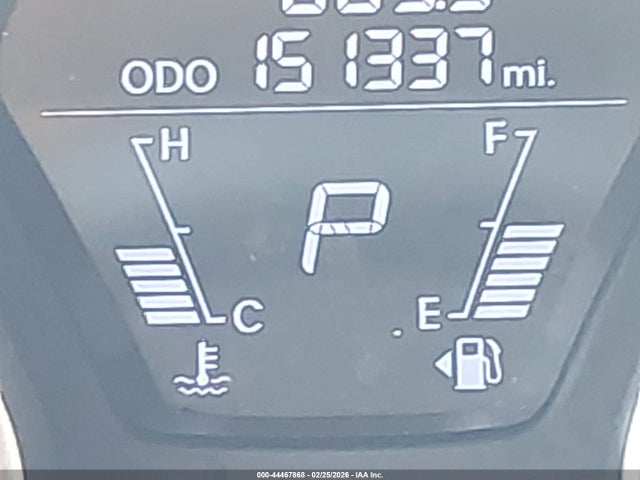 ODO 151337 mi.
H F
P
C E
000-44467868 - 02/25/2026 - IAA Inc.